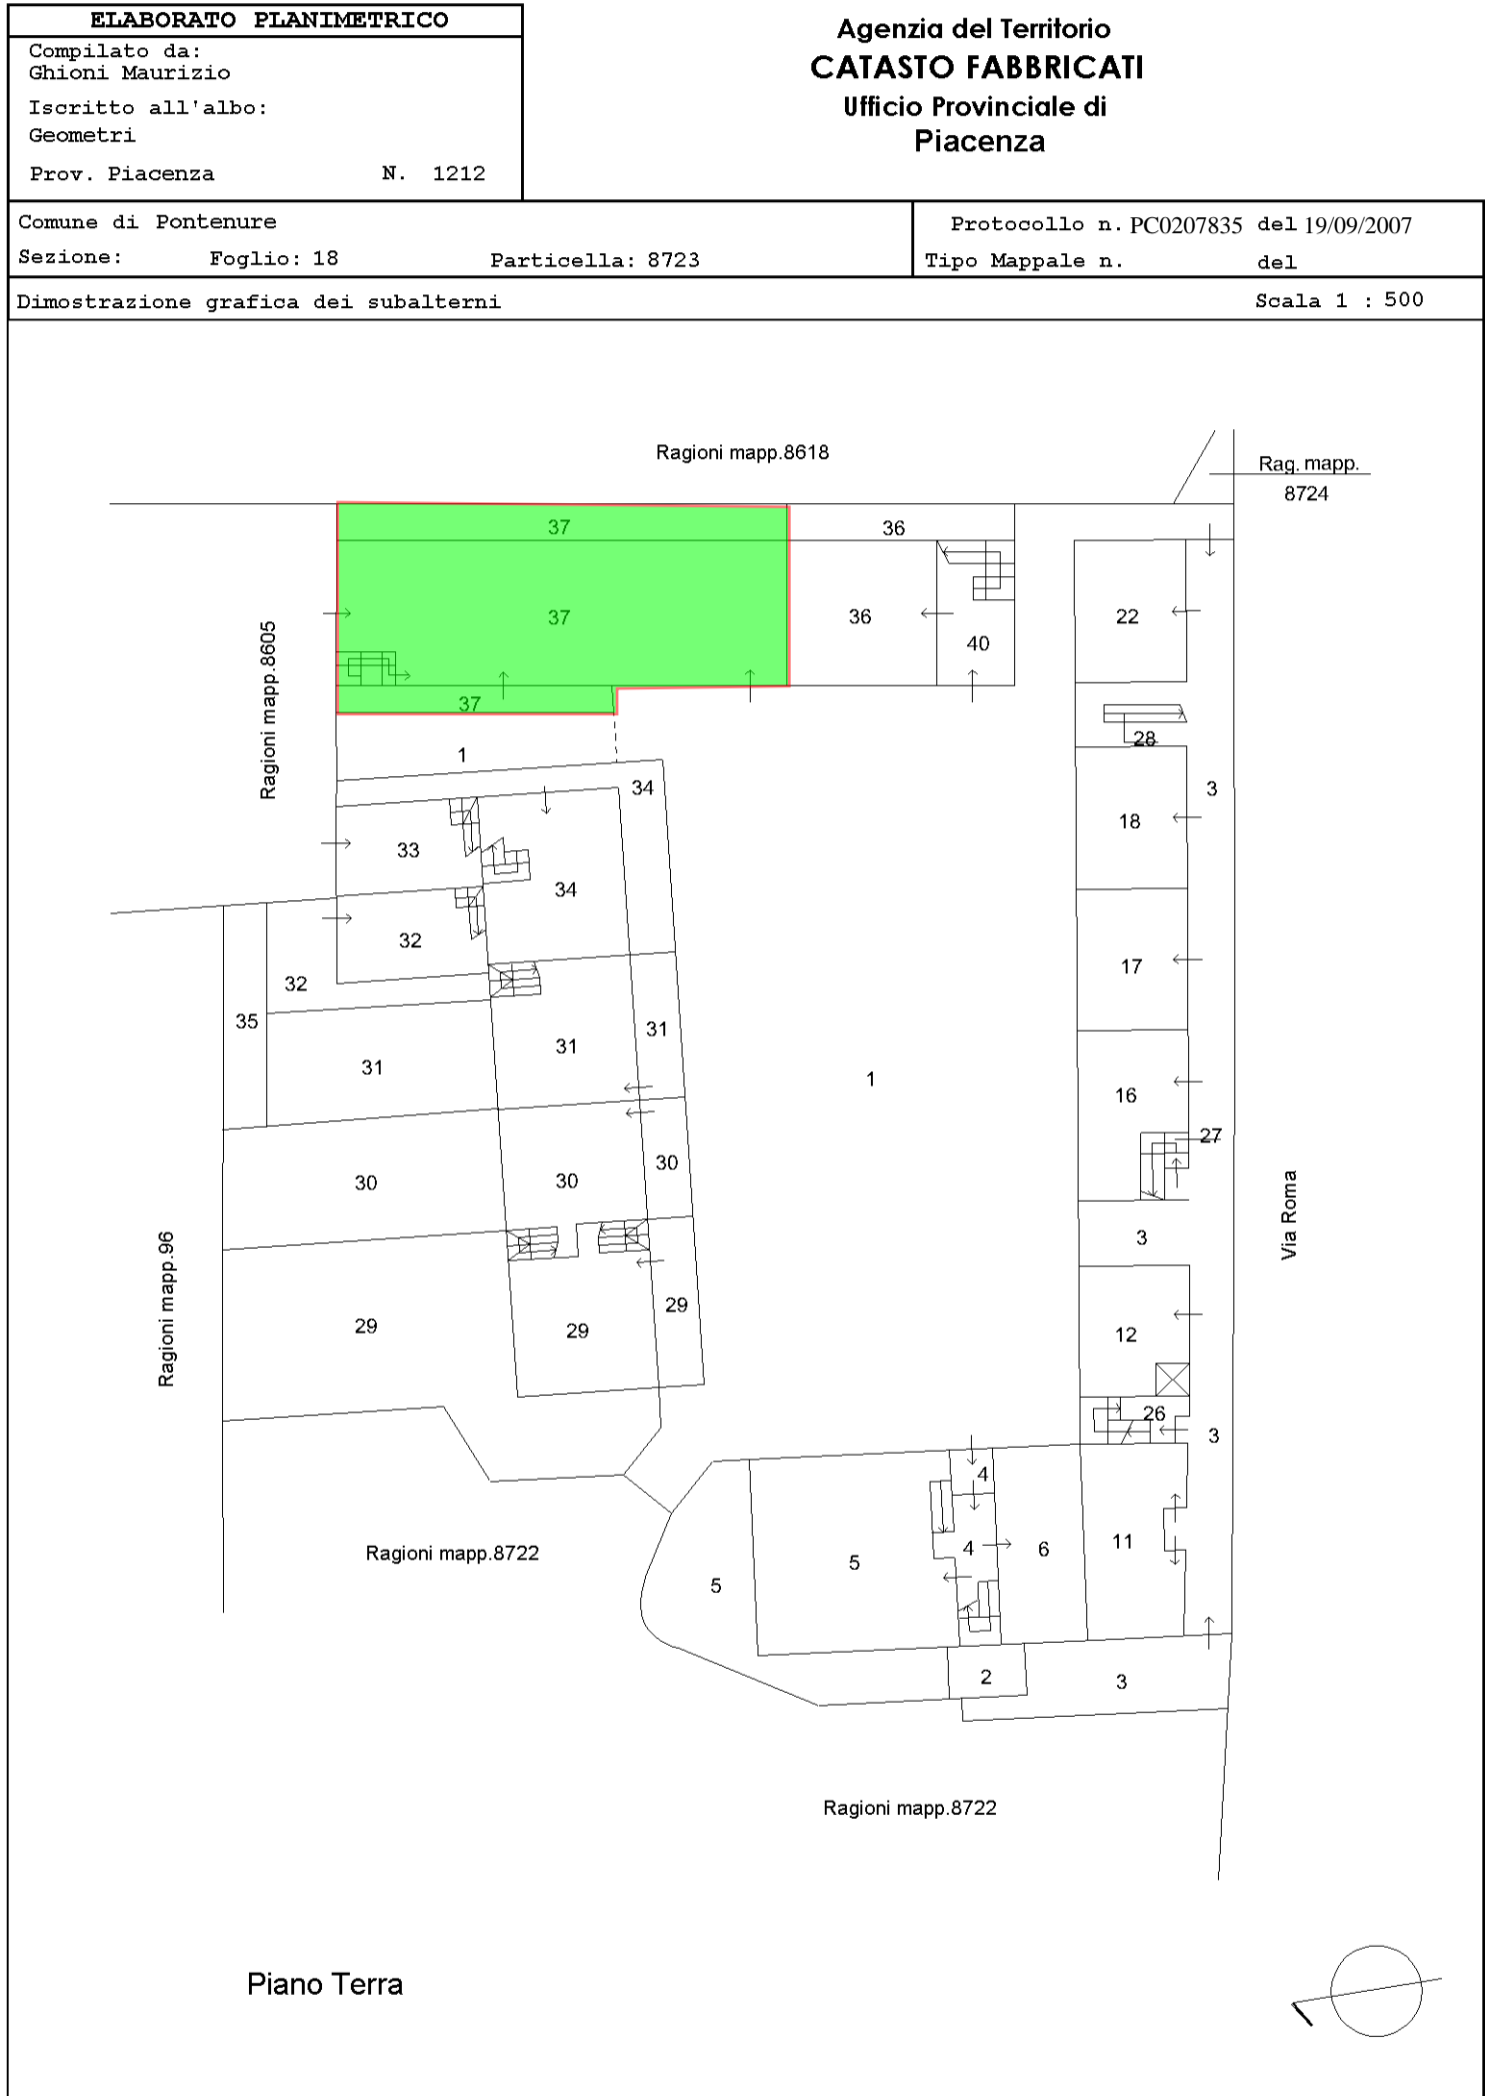 ELABORATO PLANIMETRICO
Compilato da:
Ghioni Maurizio
Iscritto all'albo:
Geometri
Prov. Piacenza N. 1212
Agenzia del Territorio
CATASTO FABBRICATI
Ufficio Provinciale di
Piacenza
Comune di Pontenure
Sezione: Foglio: 18 Particella: 8723
Protocollo n. PC0207835 del 19/09/2007
Tipo Mappale n. del
Dimostrazione grafica dei subalterni Scala 1 : 500
Ragioni mapp.8618
Rag. mapp.
8724
37
36
37
36
40
22
Ragioni mapp.8605
37
1
28
34
3
33
18
34
32
32
17
35
31
31
31
1
16
27
30
30
30
Via Roma
3
Ragioni mapp.96
29
29
29
12
26
3
4
Ragioni mapp.8722
5
5
4
6
11
2
3
Ragioni mapp.8722
Piano Terra